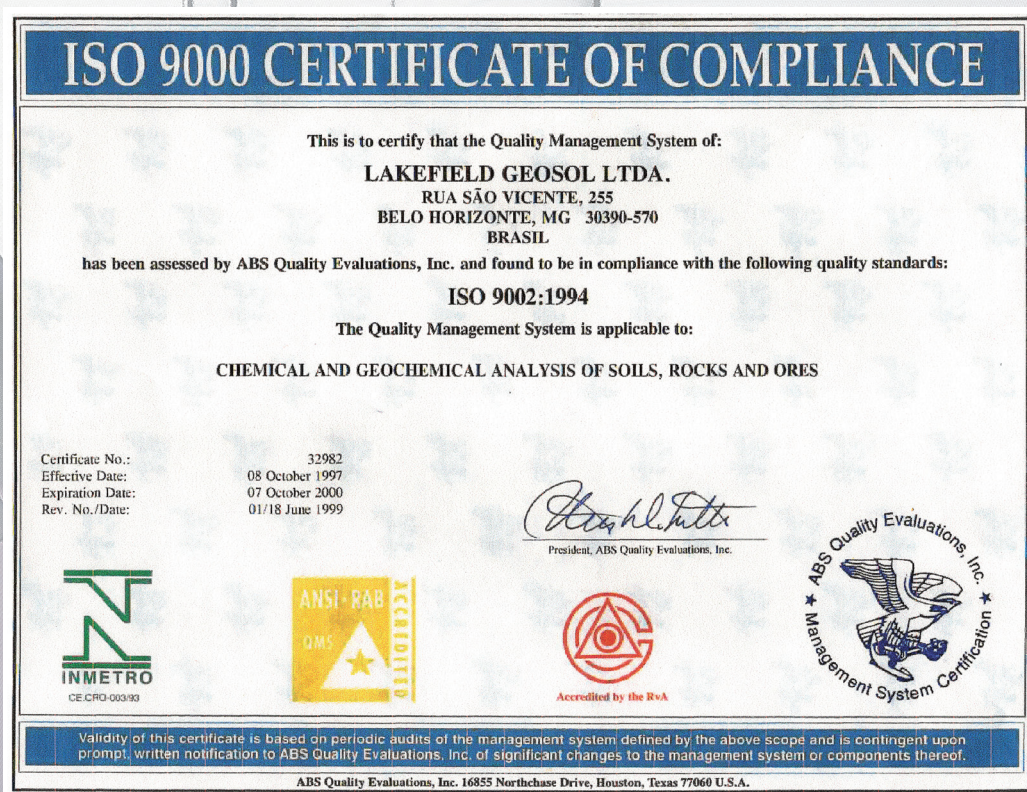 ISO 9000 CERTIFICATE OF COMPLIANCE
This is to certify that the Quality Management System of:
LAKEFIELD GEOSOL LTDA.
RUA SÃO VICENTE, 255
BELO HORIZONTE, MG 30390-570
BRASIL
has been assessed by ABS Quality Evaluations, Inc. and found to be in compliance with the following quality standards:
ISO 9002:1994
The Quality Management System is applicable to:
CHEMICAL AND GEOCHEMICAL ANALYSIS OF SOILS, ROCKS AND ORES
Certificate No.: 32982
Effective Date: 08 October 1997
Expiration Date: 07 October 2000
Rev. No./Date: 01/18 June 1999
President, ABS Quality Evaluations, Inc.
INMETRO
CE.CRO-003/93
ANSI·RAB
QMS
ACCREDITED
Accredited by the RvA
★ ABS Quality Evaluations, Inc. ★
Management System Certification
Validity of this certificate is based on periodic audits of the management system defined by the above scope and is contingent upon
prompt, written notification to ABS Quality Evaluations, Inc. of significant changes to the management system or components thereof.
ABS Quality Evaluations, Inc. 16855 Northchase Drive, Houston, Texas 77060 U.S.A.